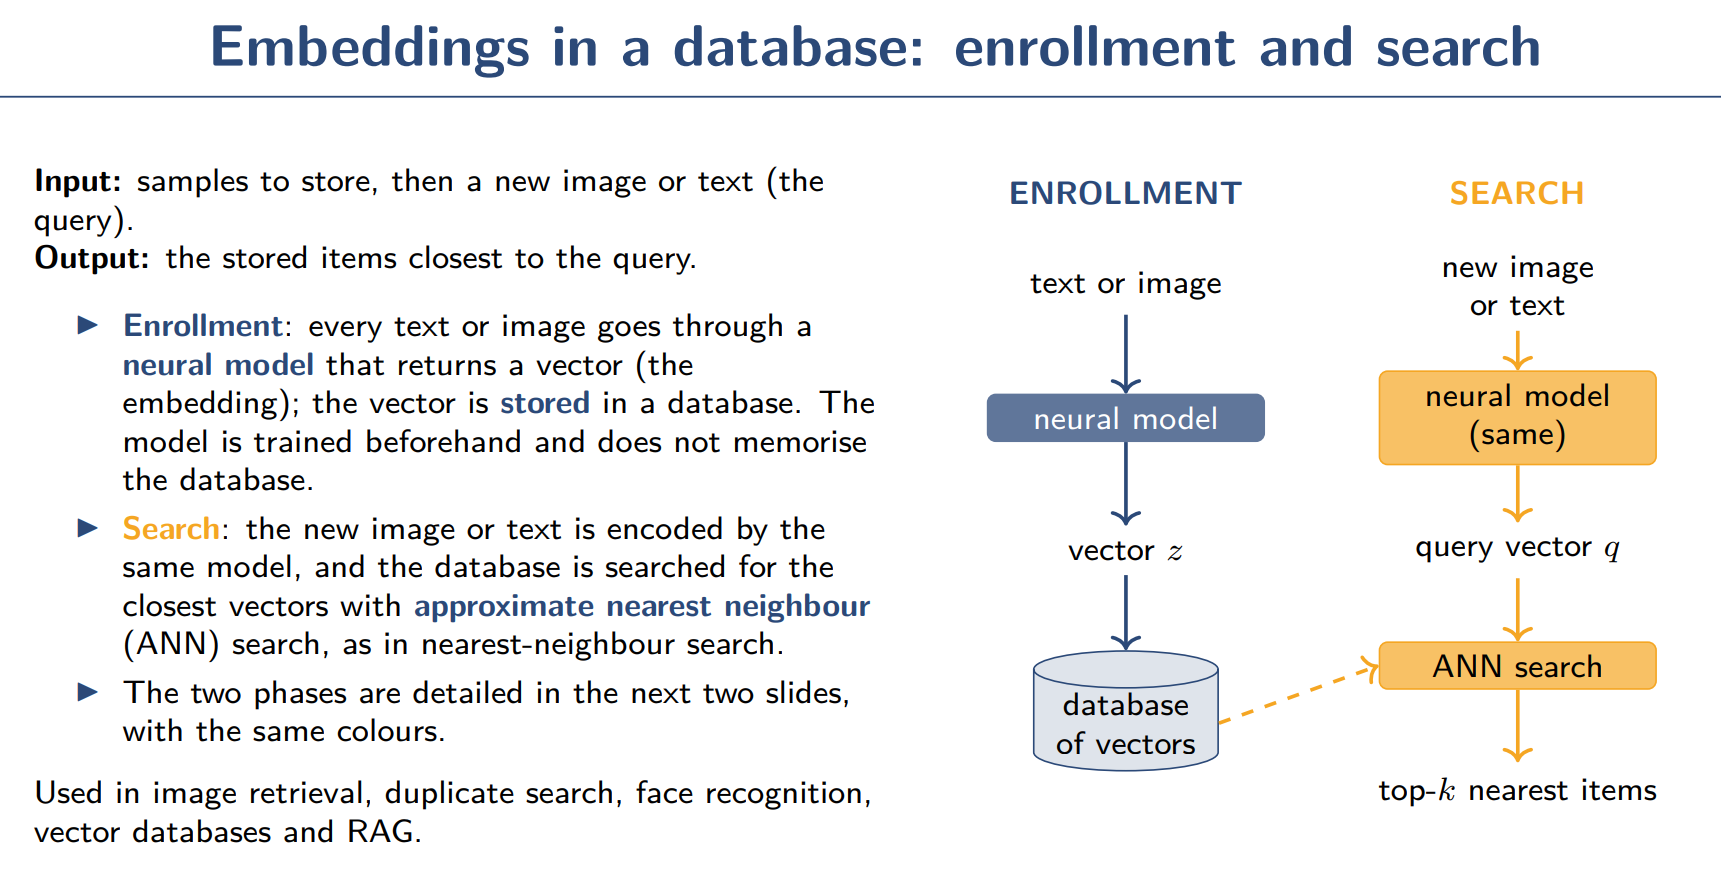 Embeddings in a database: enrollment and search
Input: samples to store, then a new image or text (the
query).
Output: the stored items closest to the query.
▶ Enrollment: every text or image goes through a
neural model that returns a vector (the
embedding); the vector is stored in a database. The
model is trained beforehand and does not memorise
the database.
▶ Search: the new image or text is encoded by the
same model, and the database is searched for the
closest vectors with approximate nearest neighbour
(ANN) search, as in nearest-neighbour search.
▶ The two phases are detailed in the next two slides,
with the same colours.
Used in image retrieval, duplicate search, face recognition,
vector databases and RAG.
ENROLLMENT
text or image
neural model
vector z
database
of vectors
SEARCH
new image
or text
neural model
(same)
query vector q
ANN search
top-k nearest items